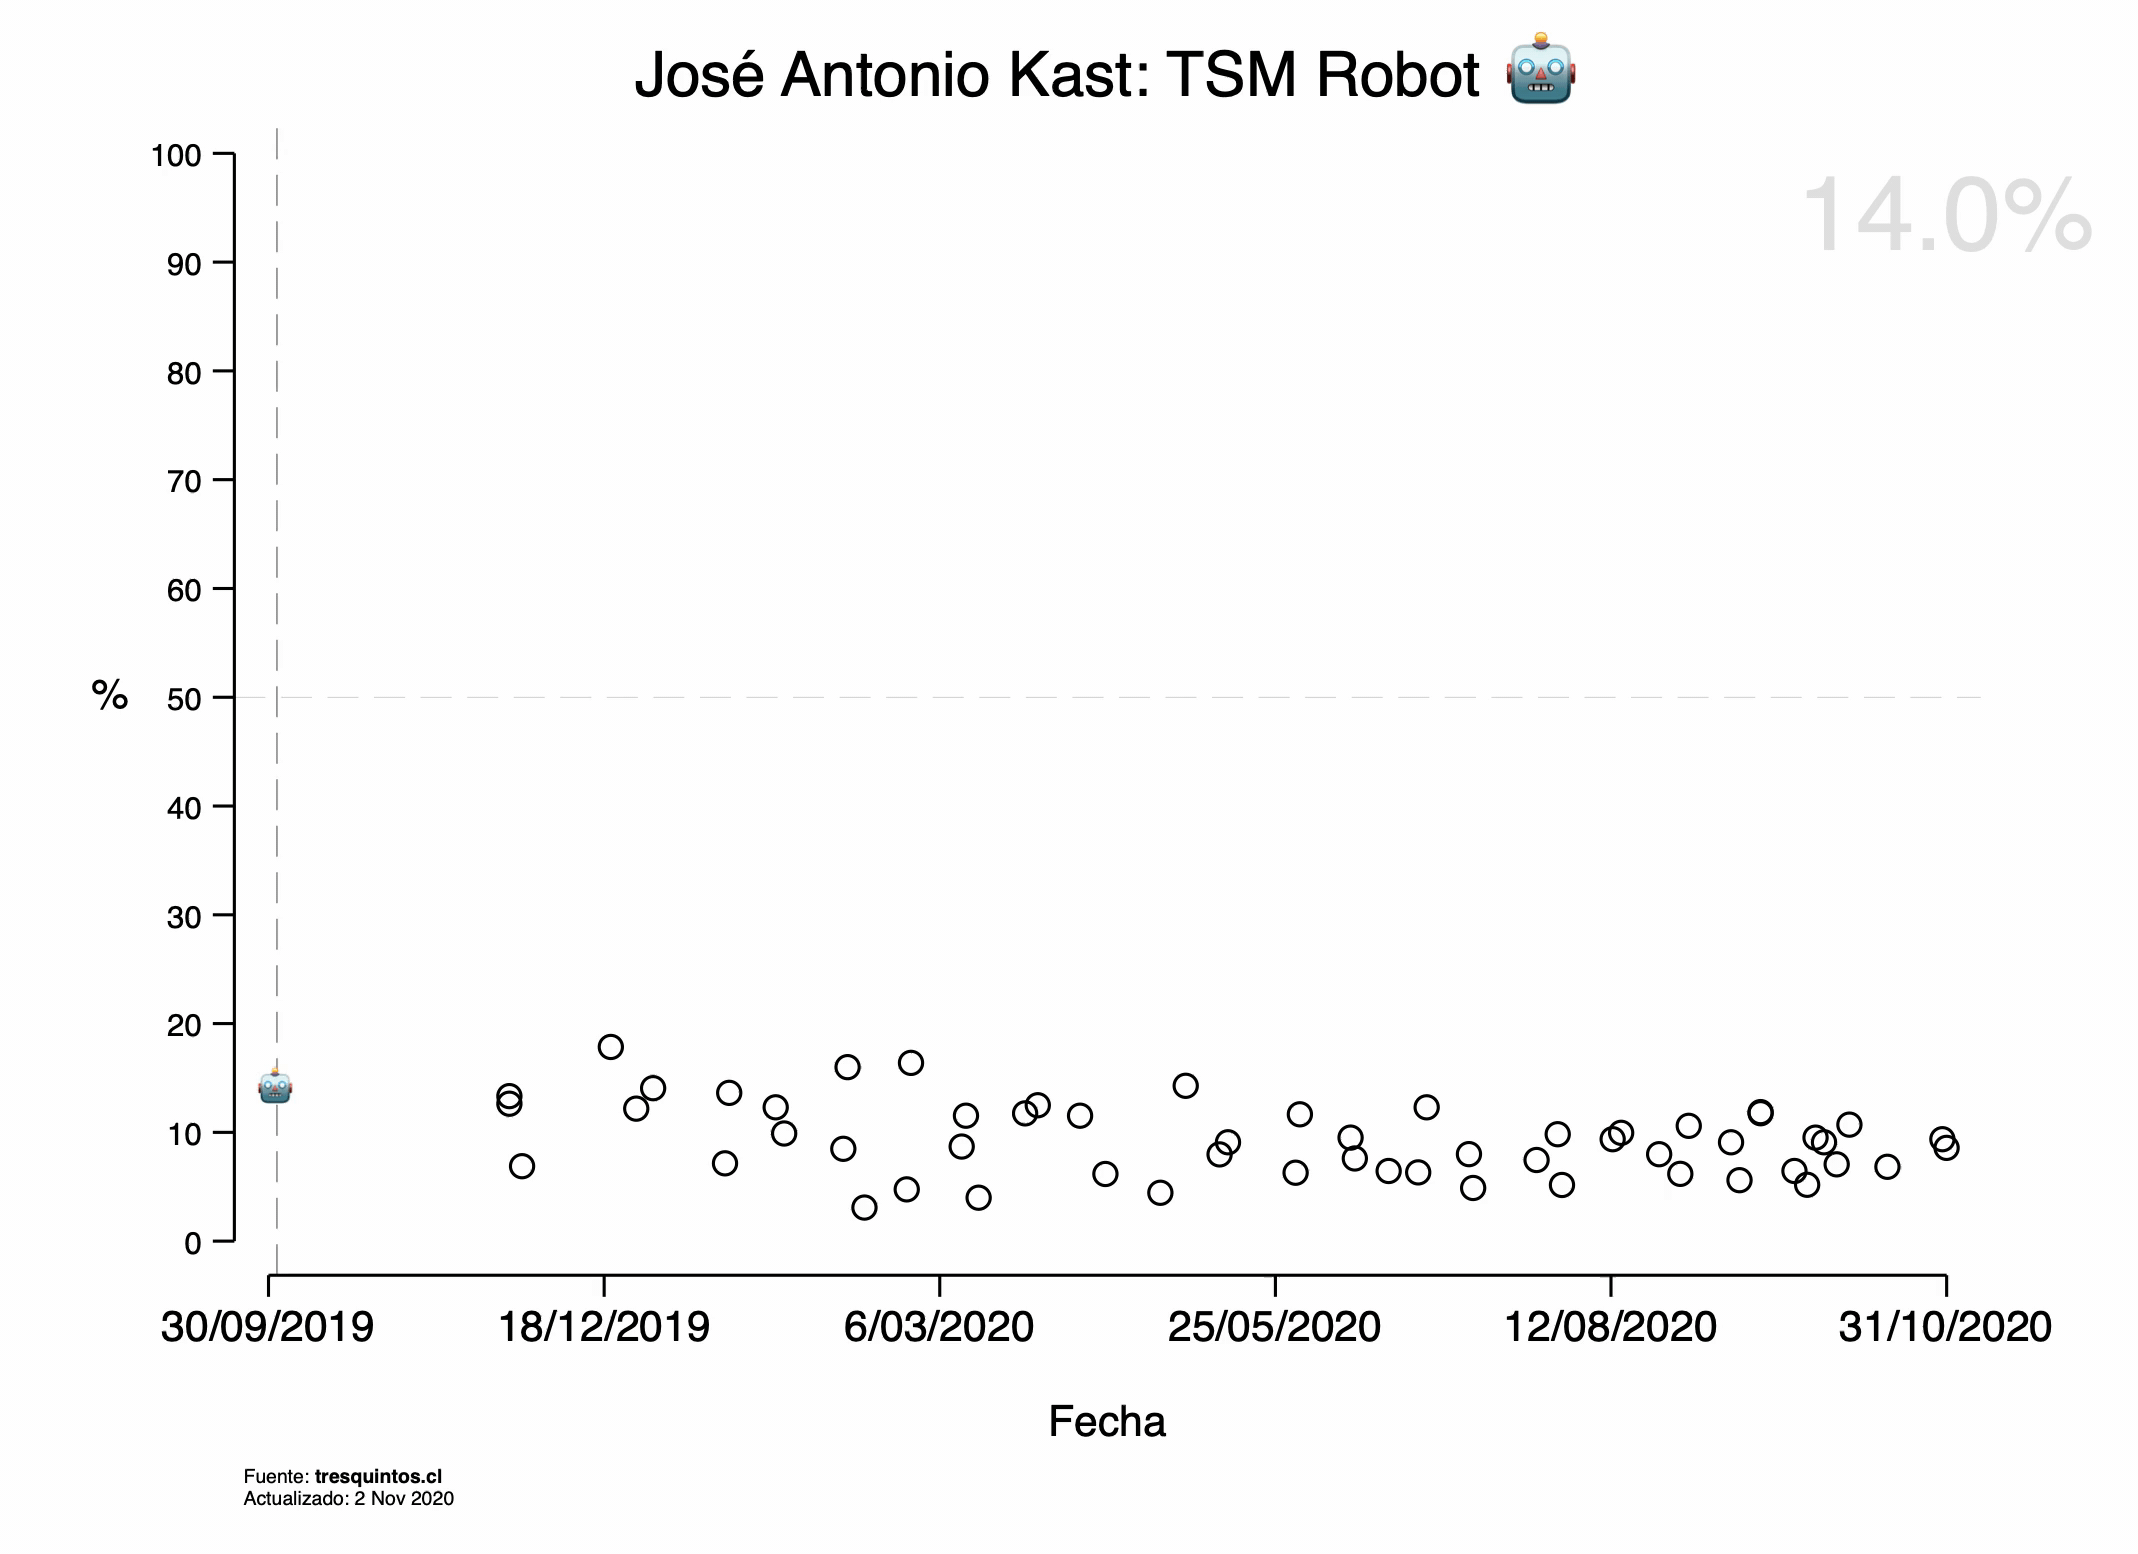 José Antonio Kast: TSM Robot 🤖
14.0%
100
90
80
70
60
50
40
30
20
10
0
%
30/09/2019 18/12/2019 6/03/2020 25/05/2020 12/08/2020 31/10/2020
Fecha
Fuente: tresquintos.cl
Actualizado: 2 Nov 2020